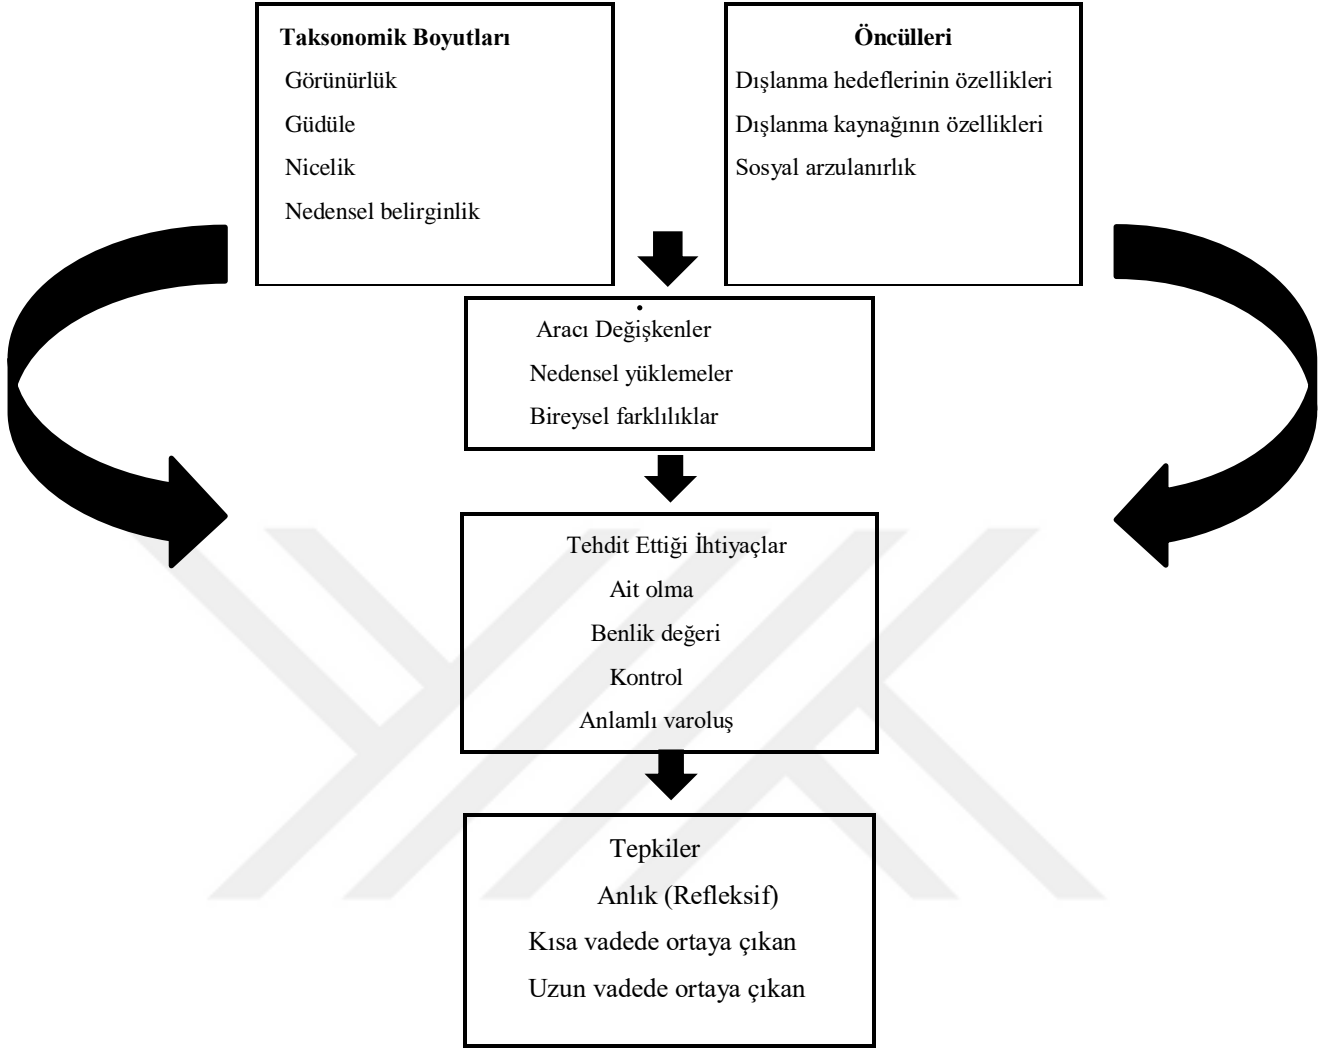 Taksonomik Boyutları
Görünürlük
Güdüle
Nicelik
Nedensel belirginlik
Öncülleri
Dışlanma hedeflerinin özellikleri
Dışlanma kaynağının özellikleri
Sosyal arzulanırlık
Aracı Değişkenler
Nedensel yüklemeler
Bireysel farklılıklar
Tehdit Ettiği İhtiyaçlar
Ait olma
Benlik değeri
Kontrol
Anlamlı varoluş
Tepkiler
Anlık (Refleksif)
Kısa vadede ortaya çıkan
Uzun vadede ortaya çıkan